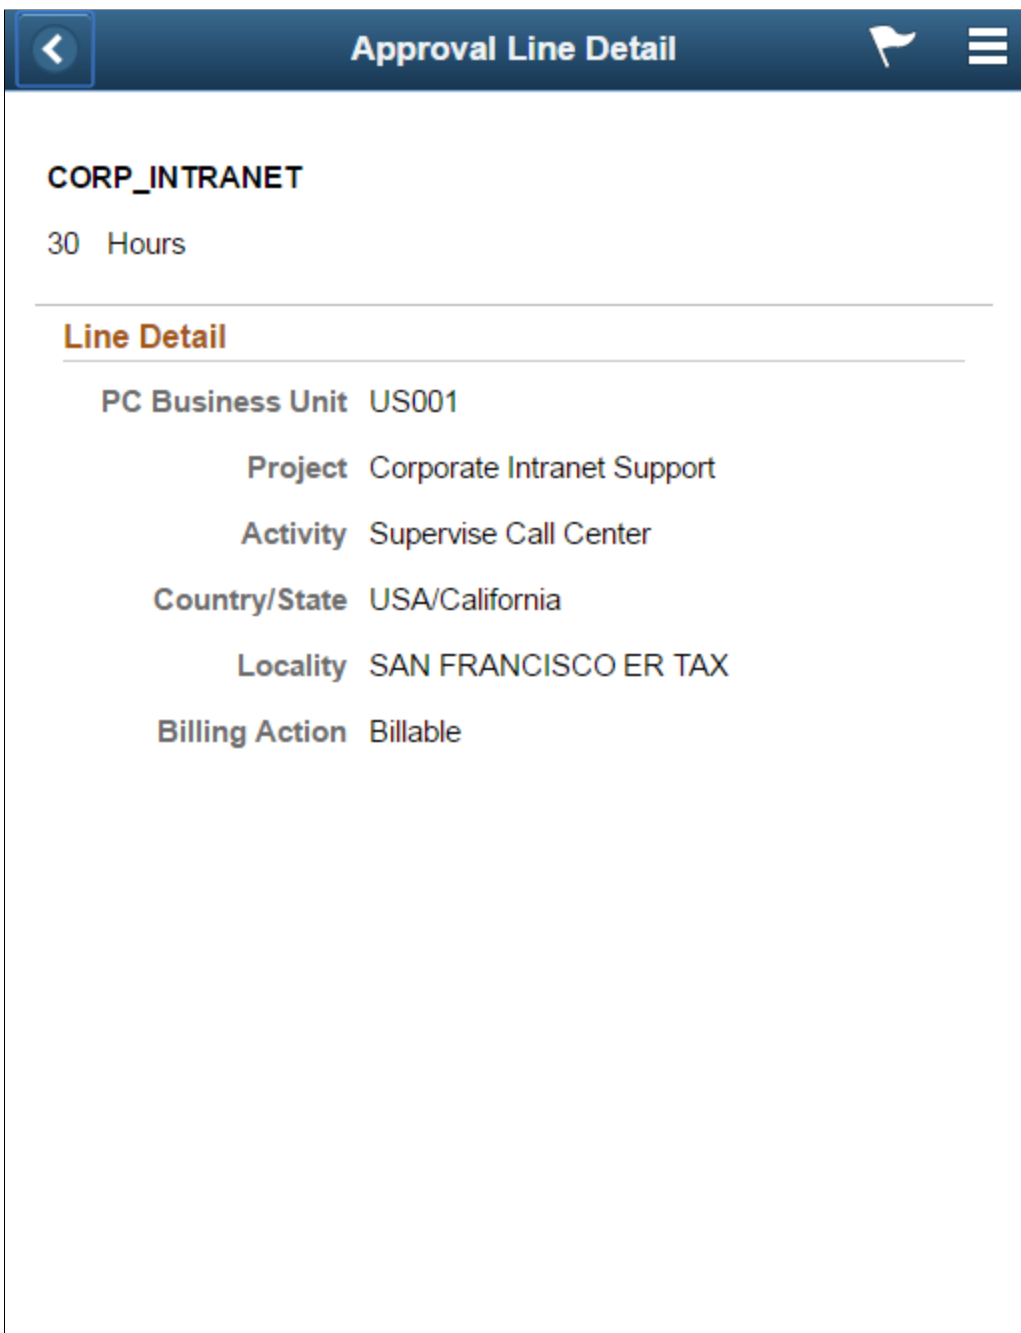 Approval Line Detail
CORP_INTRANET
30 Hours
Line Detail
PC Business Unit US001
Project Corporate Intranet Support
Activity Supervise Call Center
Country/State USA/California
Locality SAN FRANCISCO ER TAX
Billing Action Billable